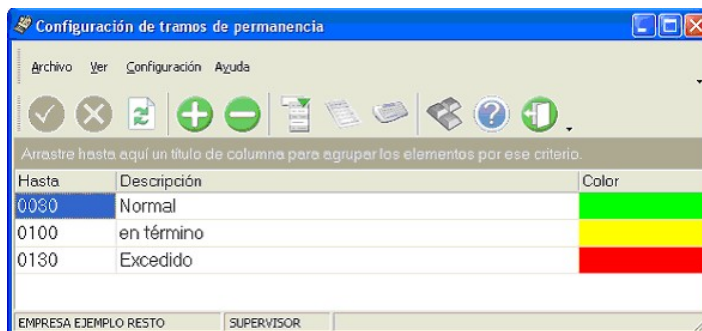 Configuración de tramos de permanencia
Archivo Ver Configuración Ayuda
Arrastre hasta aquí un título de columna para agrupar los elementos por ese criterio.
Hasta Descripción Color
0030 Normal
0100 en término
0130 Excedido
EMPRESA EJEMPLO RESTO SUPERVISOR